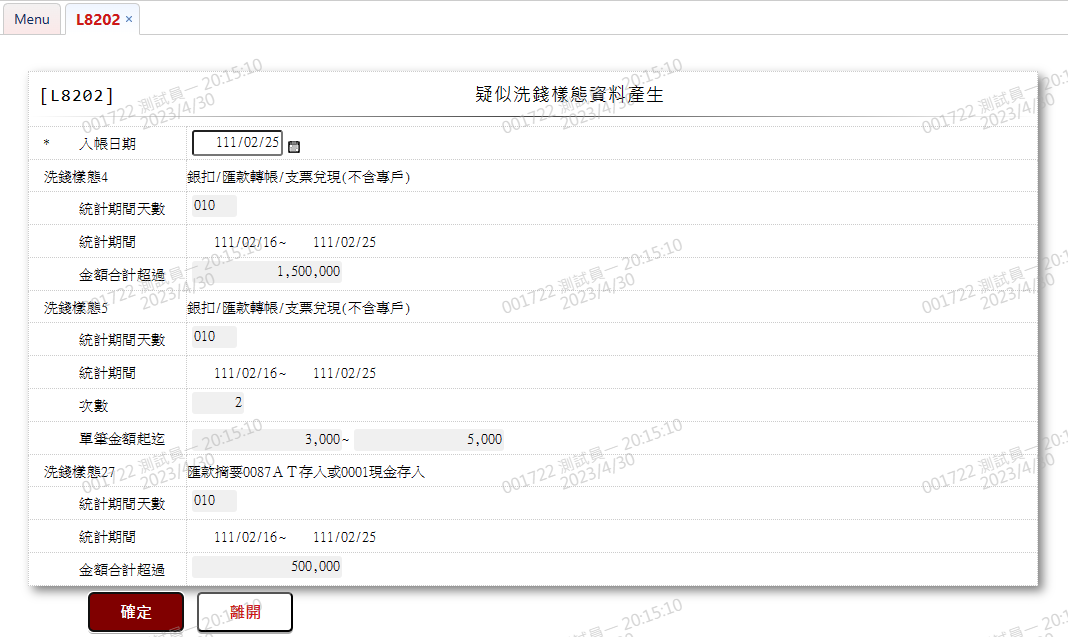 Menu L8202 ×
[L8202] 疑似洗錢樣態資料產生
* 入帳日期 111/02/25
洗錢樣態4 銀扣/匯款轉帳/支票兌現(不含專戶)
統計期間天數 010
統計期間 111/02/16~ 111/02/25
金額合計超過 1,500,000
洗錢樣態5 銀扣/匯款轉帳/支票兌現(不含專戶)
統計期間天數 010
統計期間 111/02/16~ 111/02/25
次數 2
單筆金額起迄 3,000~ 5,000
洗錢樣態27 匯款摘要0087ＡＴ存入或0001現金存入
統計期間天數 010
統計期間 111/02/16~ 111/02/25
金額合計超過 500,000
確定 離開
001722 測試員一 20:15:10
2023/4/30